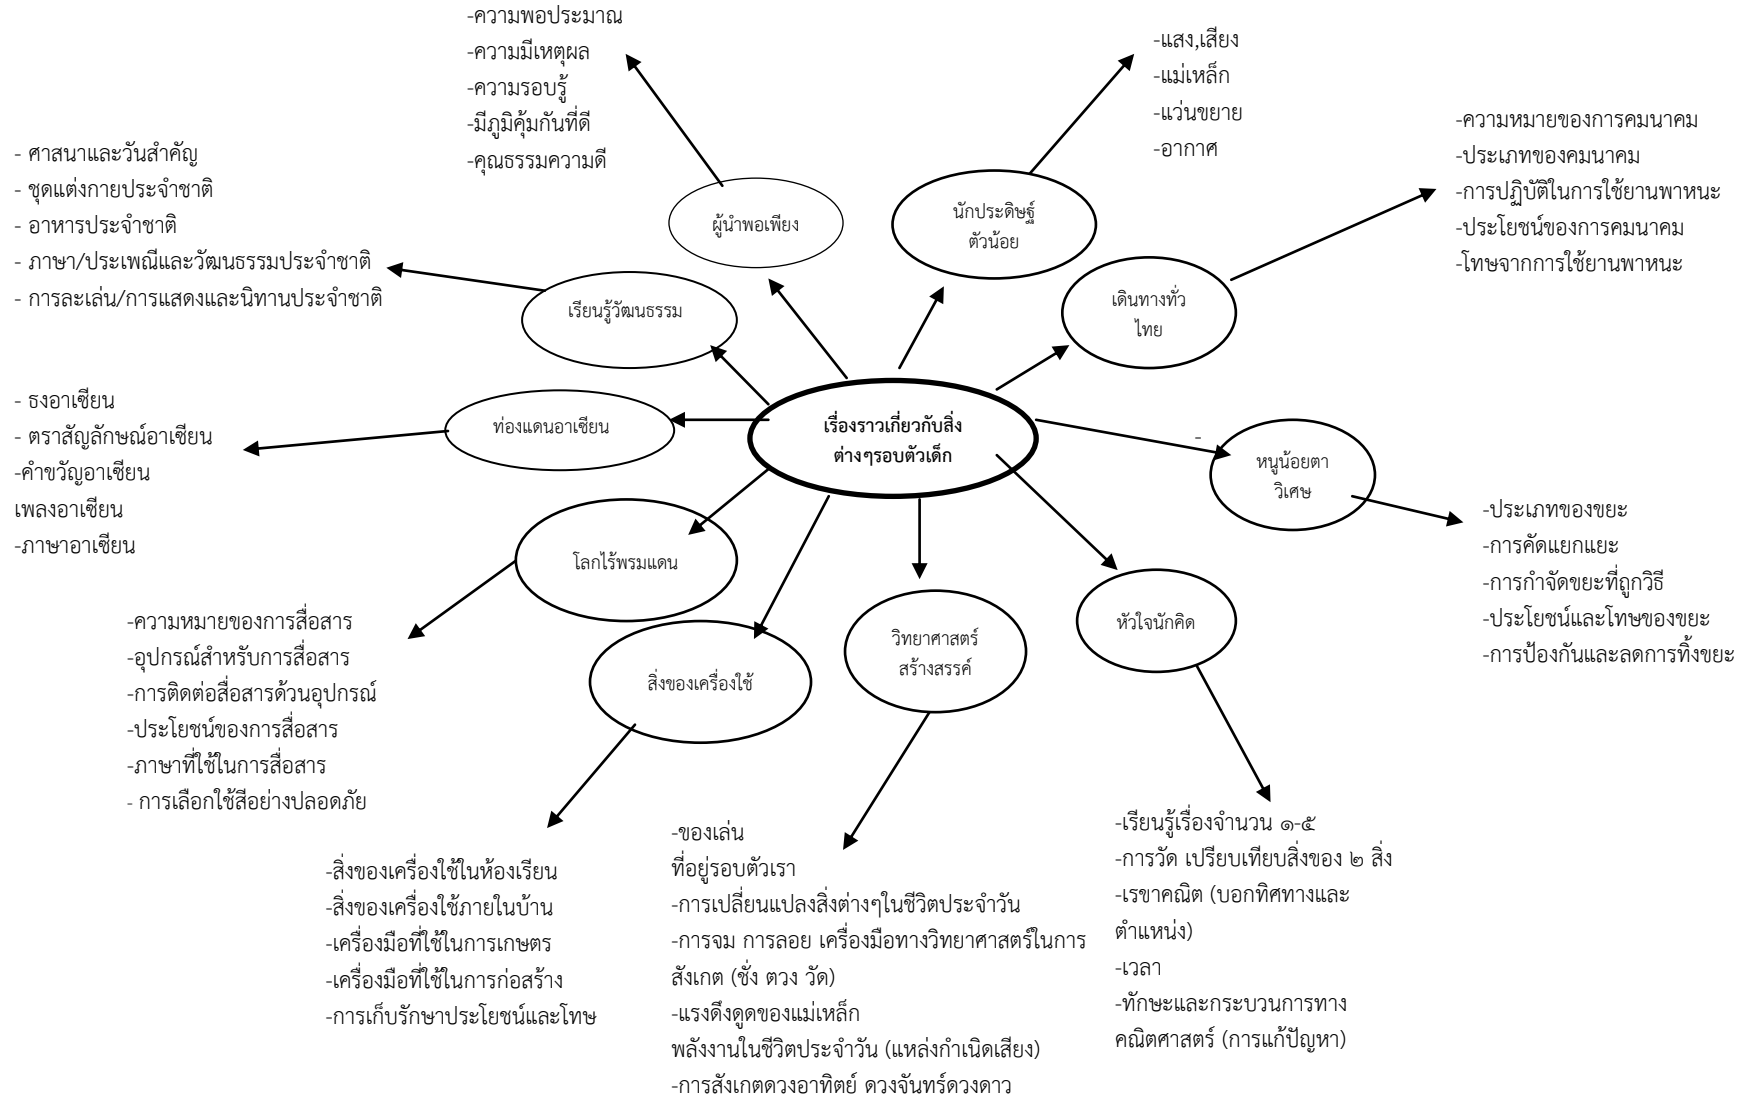 -ความพอประมาณ
-ความมีเหตุผล
-ความรอบรู้
-มีภูมิคุ้มกันที่ดี
-คุณธรรมความดี
-แสง,เสียง
-แม่เหล็ก
-แว่นขยาย
-อากาศ
-ความหมายของการคมนาคม
-ประเภทของคมนาคม
-การปฏิบัติในการใช้ยานพาหนะ
-ประโยชน์ของการคมนาคม
-โทษจากการใช้ยานพาหนะ
- ศาสนาและวันสำคัญ
- ชุดแต่งกายประจำชาติ
- อาหารประจำชาติ
- ภาษา/ประเพณีและวัฒนธรรมประจำชาติ
- การละเล่น/การแสดงและนิทานประจำชาติ
ผู้นำพอเพียง
นักประดิษฐ์
ตัวน้อย
เดินทางทั่ว
ไทย
เรียนรู้วัฒนธรรม
- ธงอาเซียน
- ตราสัญลักษณ์อาเซียน
-คำขวัญอาเซียน
เพลงอาเซียน
-ภาษาอาเซียน
ท่องแดนอาเซียน
เรื่องราวเกี่ยวกับสิ่ง
ต่างๆรอบตัวเด็ก
-
หนูน้อยตา
วิเศษ
-ประเภทของขยะ
-การคัดแยกแยะ
-การกำจัดขยะที่ถูกวิธี
-ประโยชน์และโทษของขยะ
-การป้องกันและลดการทิ้งขยะ
โลกไร้พรมแดน
-ความหมายของการสื่อสาร
-อุปกรณ์สำหรับการสื่อสาร
-การติดต่อสื่อสารด้วนอุปกรณ์
-ประโยชน์ของการสื่อสาร
-ภาษาที่ใช้ในการสื่อสาร
- การเลือกใช้สีอย่างปลอดภัย
สิ่งของเครื่องใช้
วิทยาศาสตร์
สร้างสรรค์
หัวใจนักคิด
-สิ่งของเครื่องใช้ในห้องเรียน
-สิ่งของเครื่องใช้ภายในบ้าน
-เครื่องมือที่ใช้ในการเกษตร
-เครื่องมือที่ใช้ในการก่อสร้าง
-การเก็บรักษาประโยชน์และโทษ
-ของเล่น
ที่อยู่รอบตัวเรา
-การเปลี่ยนแปลงสิ่งต่างๆในชีวิตประจำวัน
-การจม การลอย เครื่องมือทางวิทยาศาสตร์ในการ
สังเกต (ชั่ง ตวง วัด)
-แรงดึงดูดของแม่เหล็ก
พลังงานในชีวิตประจำวัน (แหล่งกำเนิดเสียง)
-การสังเกตดวงอาทิตย์ ดวงจันทร์ดวงดาว
-เรียนรู้เรื่องจำนวน ๑-๕
-การวัด เปรียบเทียบสิ่งของ ๒ สิ่ง
-เรขาคณิต (บอกทิศทางและ
ตำแหน่ง)
-เวลา
-ทักษะและกระบวนการทาง
คณิตศาสตร์ (การแก้ปัญหา)